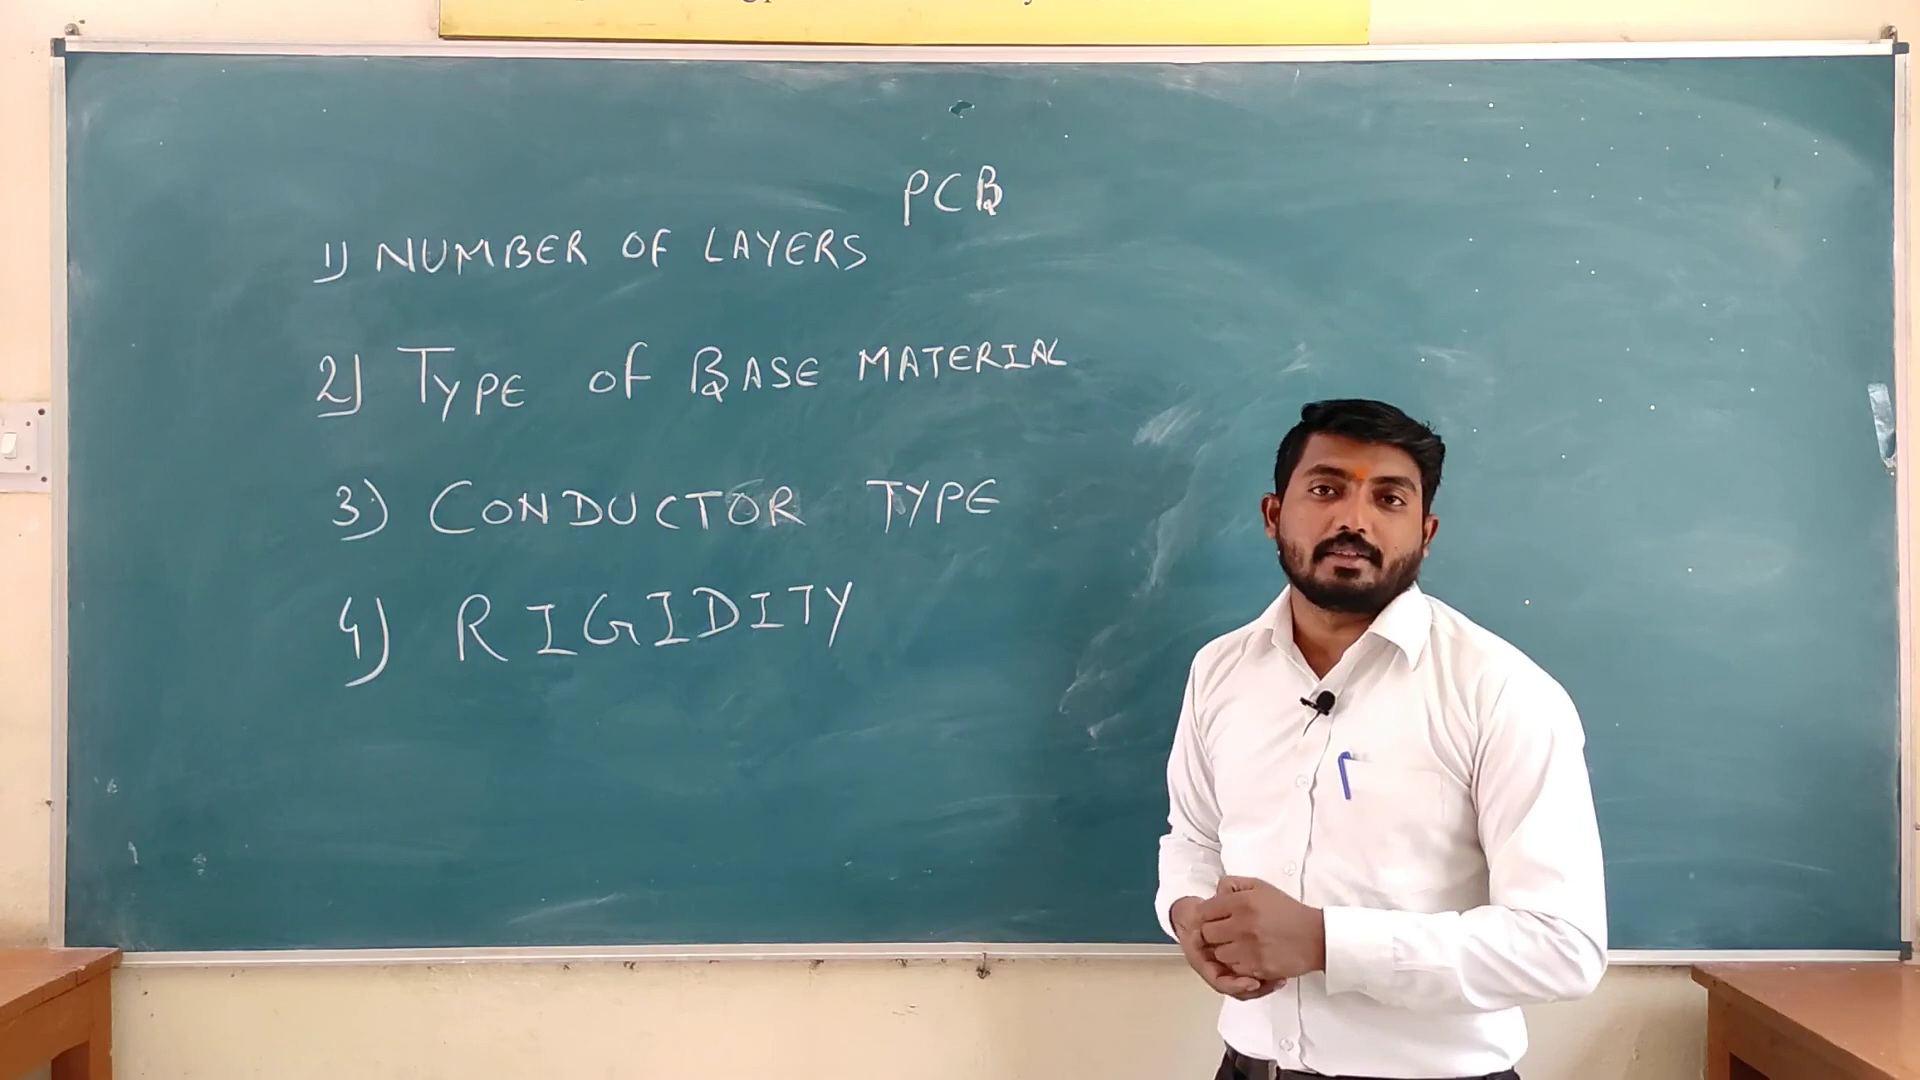 PCB
1) NUMBER OF LAYERS
2) TYPE of BASE MATERIAL
3) CONDUCTOR TYPE
4) RIGIDITY